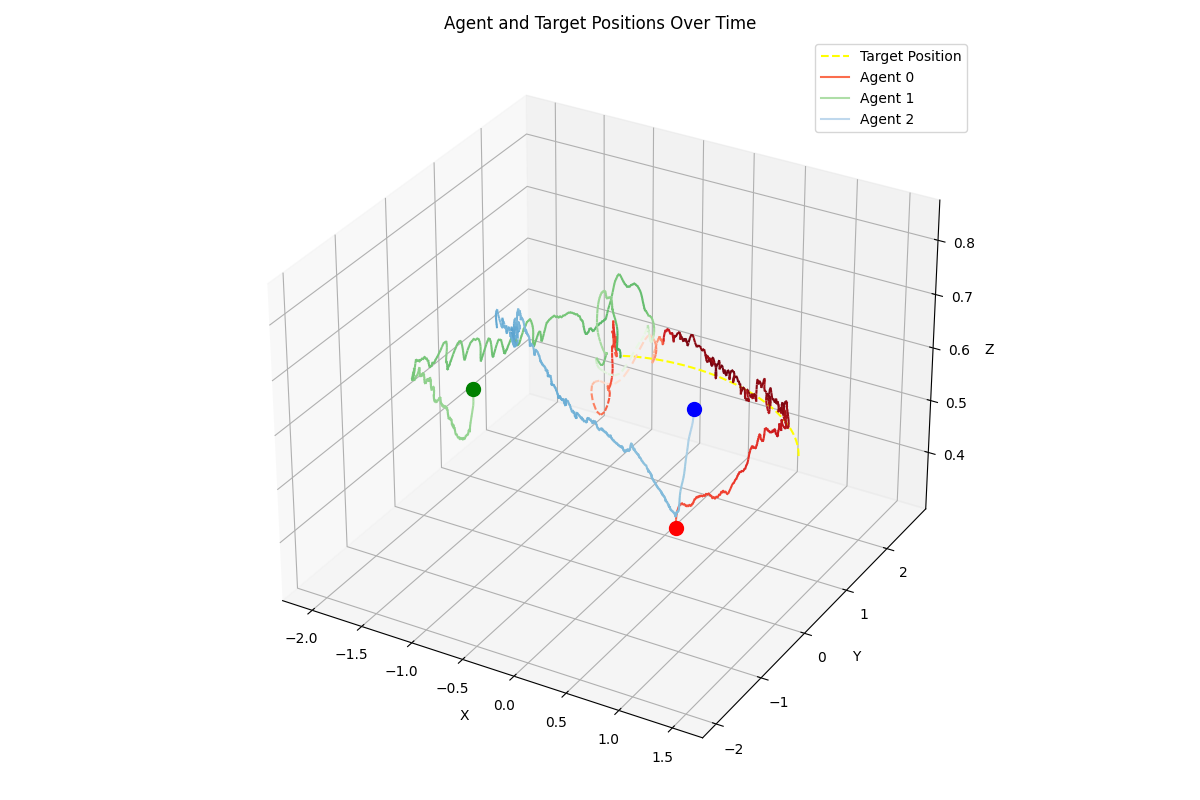 Agent and Target Positions Over Time
Target Position
Agent 0
Agent 1
Agent 2
0.8
0.7
0.6
0.5
0.4
Z
2
1
0
−1
−2
Y
−2.0
−1.5
−1.0
−0.5
0.0
0.5
1.0
1.5
X